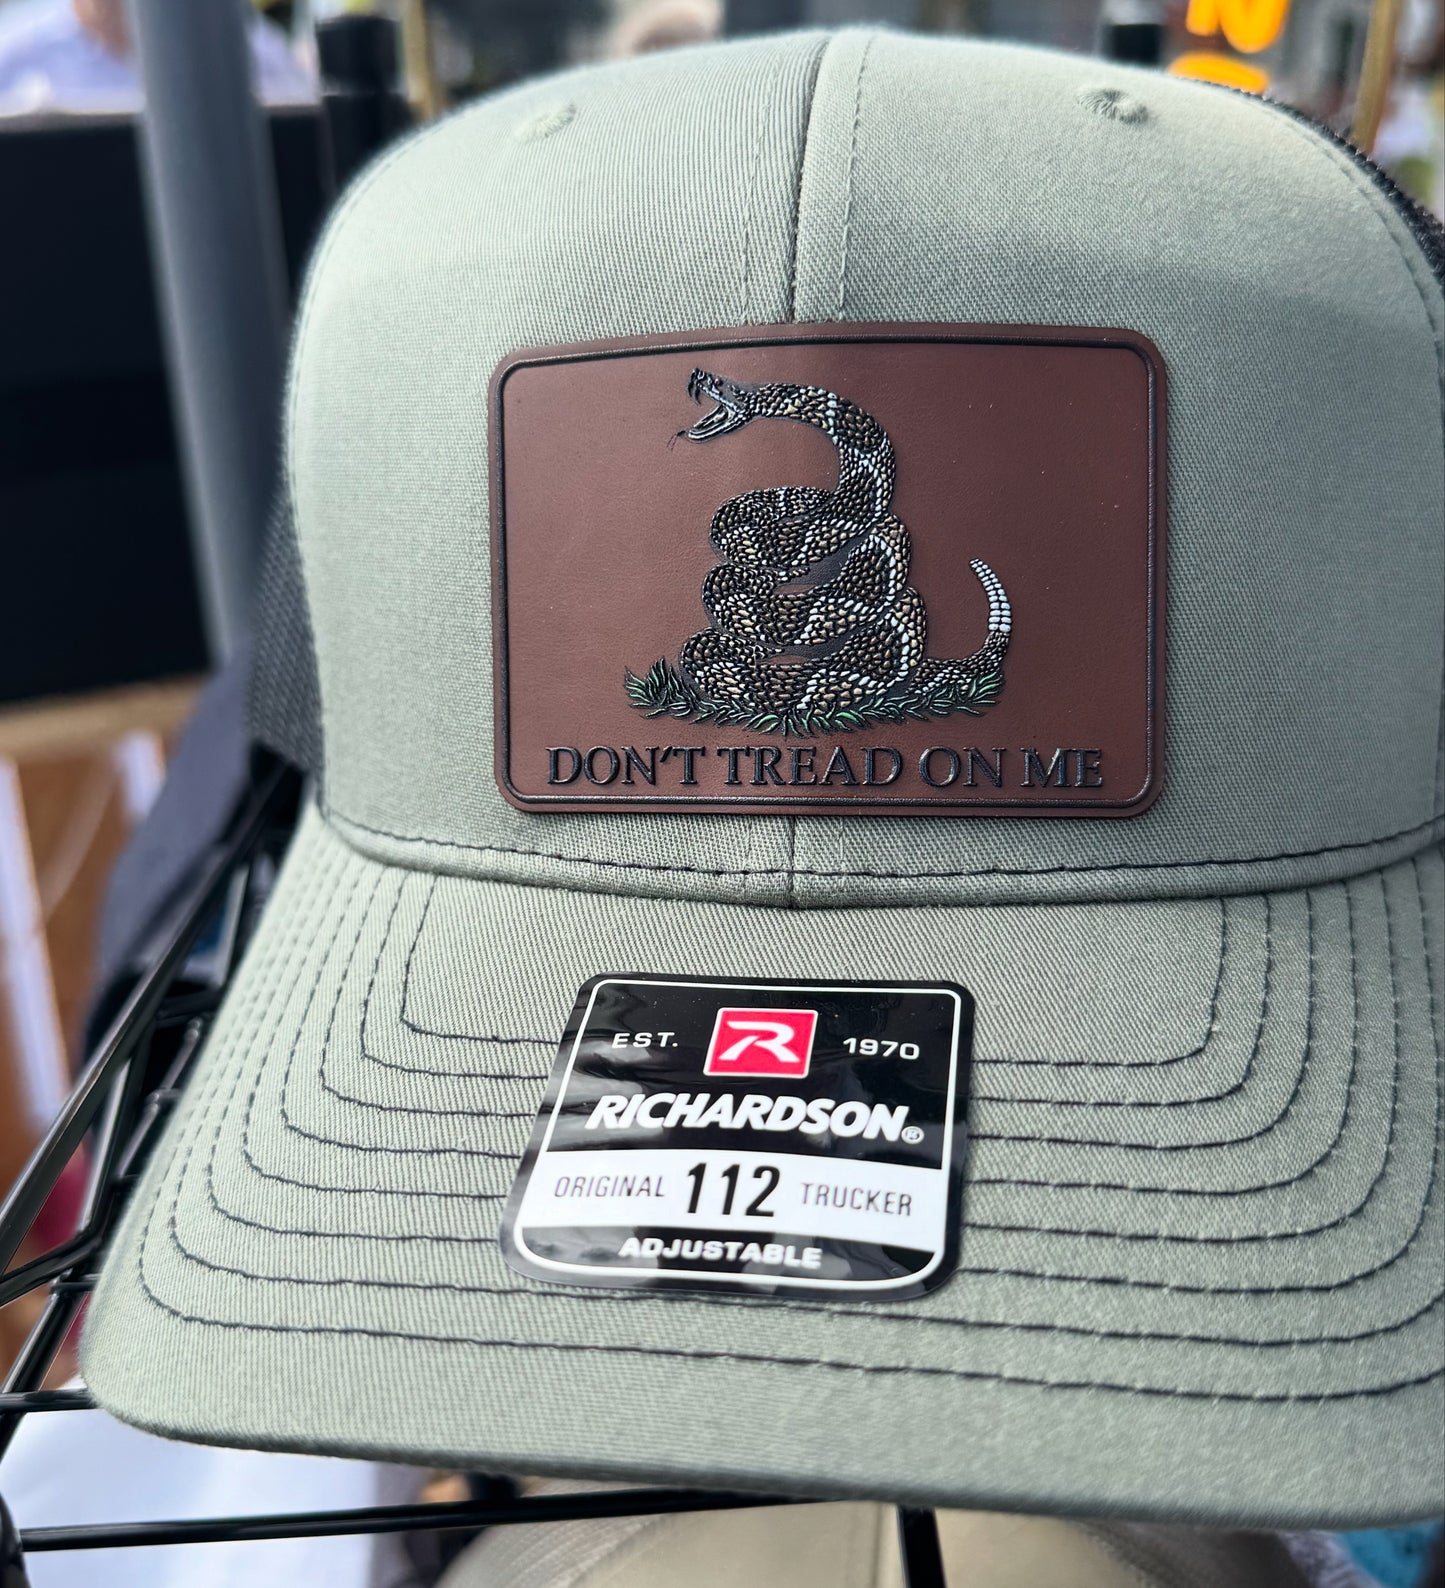 DON'T TREAD ON ME
EST. R 1970
RICHARDSON®
ORIGINAL 112 TRUCKER
ADJUSTABLE